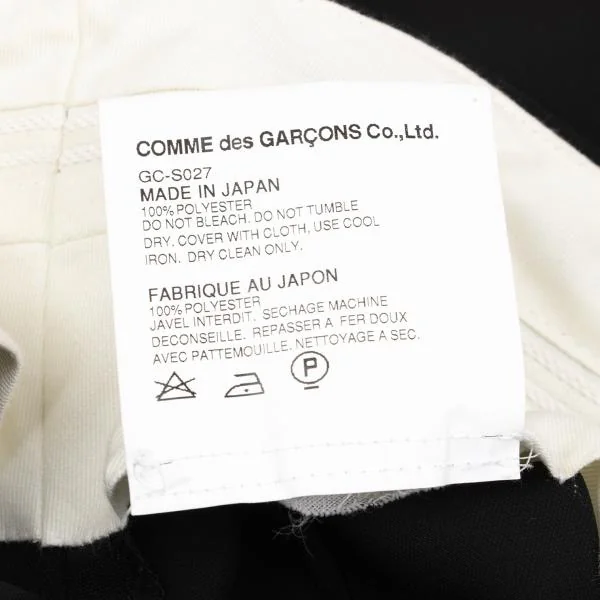 COMME des GARÇONS Co.,Ltd.
GC-S027
MADE IN JAPAN
100% POLYESTER
DO NOT BLEACH. DO NOT TUMBLE
DRY. COVER WITH CLOTH, USE COOL
IRON. DRY CLEAN ONLY.
FABRIQUE AU JAPON
100% POLYESTER
JAVEL INTERDIT. SECHAGE MACHINE
DECONSEILLE. REPASSER A FER DOUX
AVEC PATTEMOUILLE. NETTOYAGE A SEC.
P